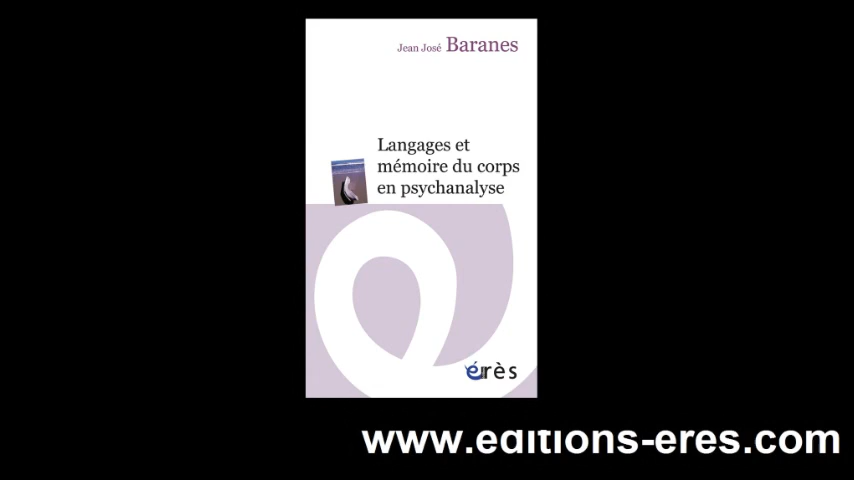 Jean José Baranes
Langages et
mémoire du corps
en psychanalyse
érès
www.editions-eres.com